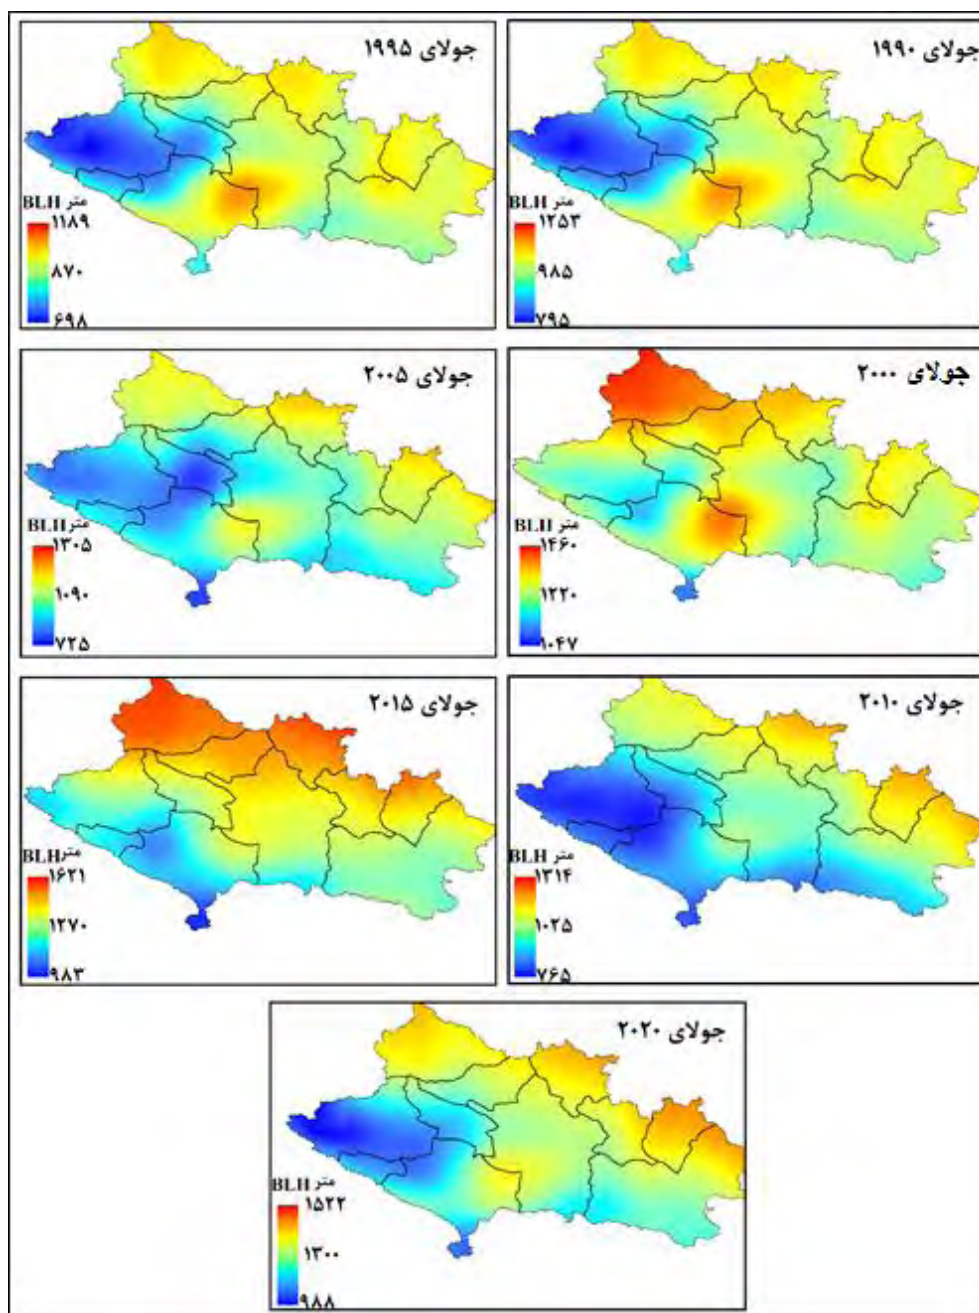 جولای ۱۹۹۰
BLH متر
۱۲۵۳
۹۸۵
۷۹۵
جولای ۱۹۹۵
BLH متر
۱۱۸۹
۸۷۰
۶۹۸
جولای ۲۰۰۰
BLH متر
۱۴۶۰
۱۲۲۰
۱۰۴۷
جولای ۲۰۰۵
BLH متر
۱۳۰۵
۱۰۹۰
۷۲۵
جولای ۲۰۱۰
BLH متر
۱۳۱۴
۱۰۲۵
۷۶۵
جولای ۲۰۱۵
BLH متر
۱۶۲۱
۱۲۷۰
۹۸۳
جولای ۲۰۲۰
BLH متر
۱۵۲۲
۱۳۰۰
۹۸۸